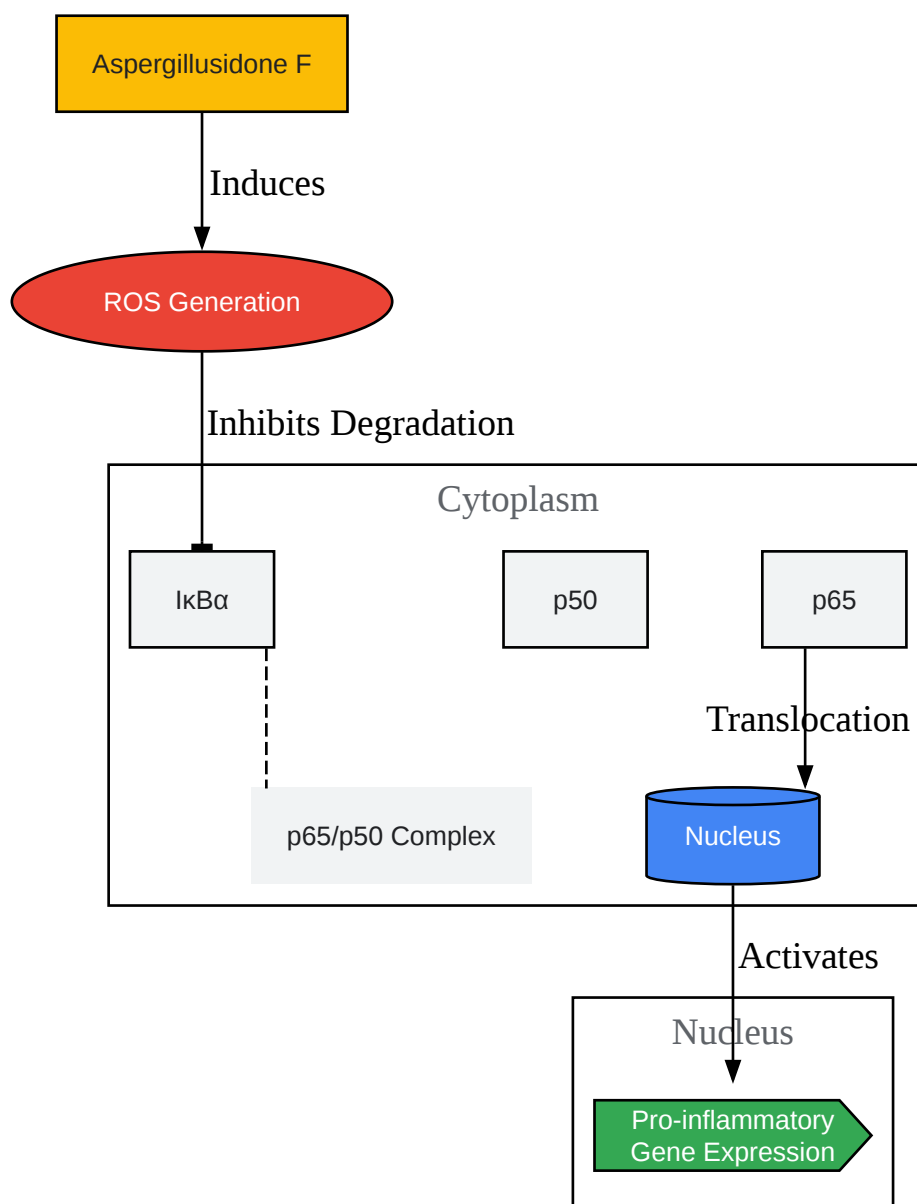 Aspergillusidone F
Induces
ROS Generation
Inhibits Degradation
Cytoplasm
IκBα
p50
p65
Translocation
p65/p50 Complex
Nucleus
Activates
Nucleus
Pro-inflammatory
Gene Expression